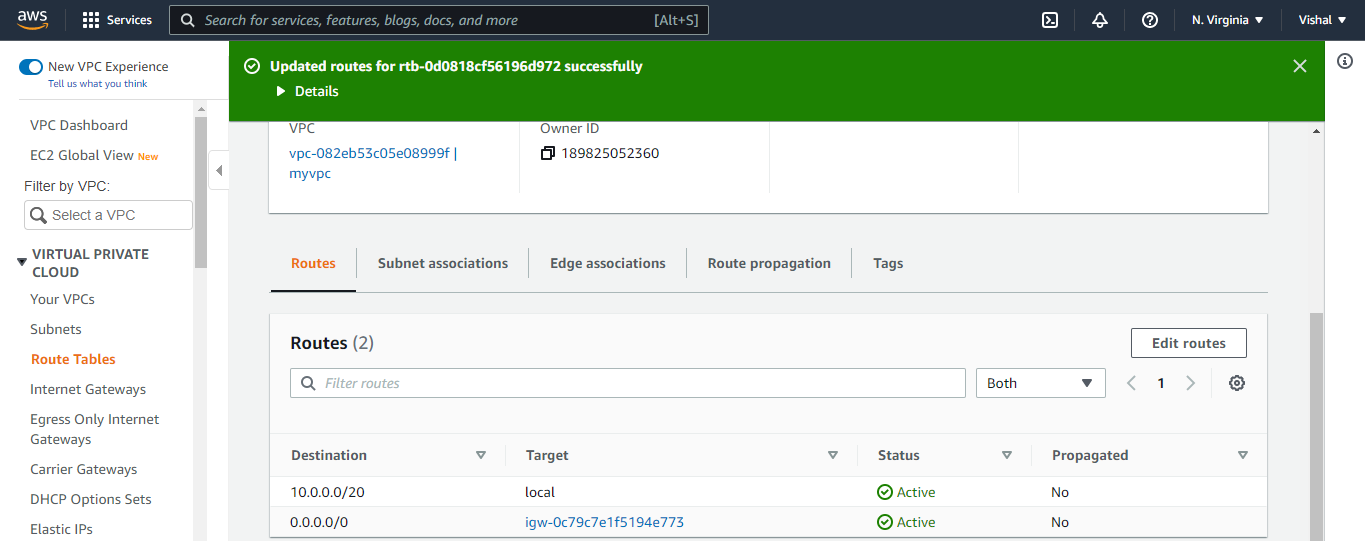 aws Services Search for services, features, blogs, docs, and more [Alt+S] N. Virginia Vishal
New VPC Experience
Tell us what you think
Updated routes for rtb-0d0818cf56196d972 successfully
Details
VPC Dashboard
EC2 Global View New
Filter by VPC:
Select a VPC
VIRTUAL PRIVATE
CLOUD
Your VPCs
Subnets
Route Tables
Internet Gateways
Egress Only Internet
Gateways
Carrier Gateways
DHCP Options Sets
Elastic IPs
VPC Owner ID
vpc-082eb53c05e08999f | 189825052360
myvpc
Routes Subnet associations Edge associations Route propagation Tags
Routes (2) Edit routes
Filter routes Both 1
Destination Target Status Propagated
10.0.0.0/20 local Active No
0.0.0.0/0 igw-0c79c7e1f5194e773 Active No